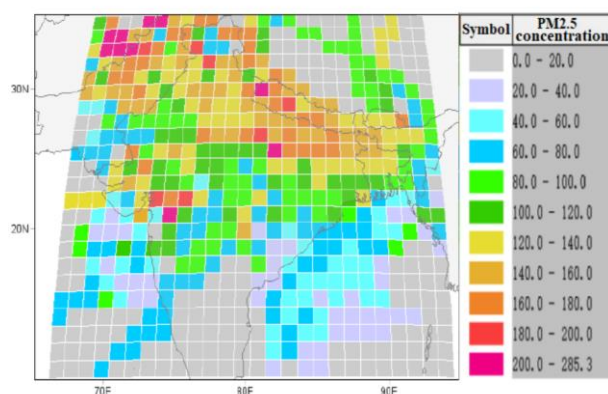 Symbol PM2.5
concentration
0.0 - 20.0
20.0 - 40.0
40.0 - 60.0
60.0 - 80.0
80.0 - 100.0
100.0 - 120.0
120.0 - 140.0
140.0 - 160.0
160.0 - 180.0
180.0 - 200.0
200.0 - 285.3
30N
20N
70E 80E 90E